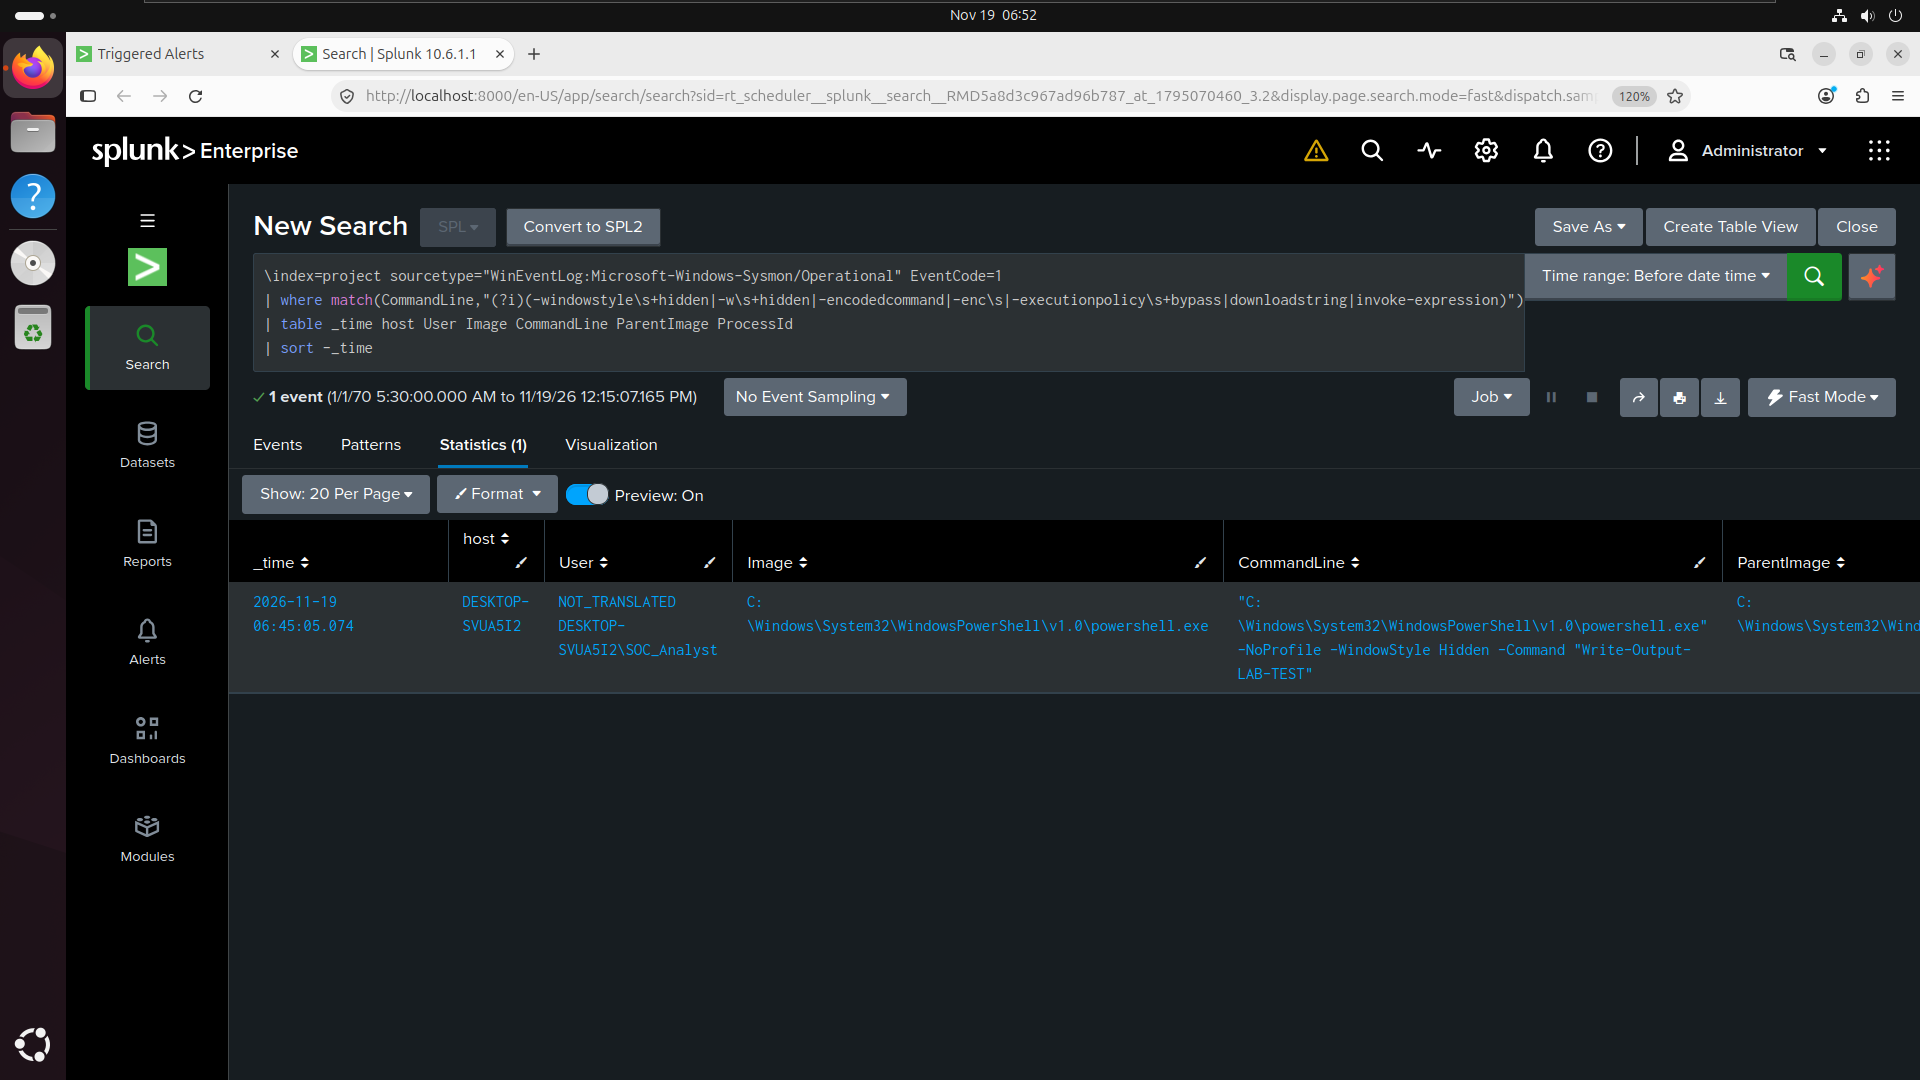 Nov 19 06:52
Triggered Alerts
Search | Splunk 10.6.1.1
http://localhost:8000/en-US/app/search/search?sid=rt_scheduler__splunk__search__RMD5a8d3c967ad96b787_at_1795070460_3.2&display.page.search.mode=fast&dispatch.sam
120%
splunk>Enterprise
Administrator
New Search
SPL
Convert to SPL2
Save As
Create Table View
Close
\index=project sourcetype="WinEventLog:Microsoft-Windows-Sysmon/Operational" EventCode=1
| where match(CommandLine,"(?i)(-windowstyle\s+hidden|-w\s+hidden|-encodedcommand|-enc\s|-executionpolicy\s+bypass|downloadstring|invoke-expression)")
| table _time host User Image CommandLine ParentImage ProcessId
| sort -_time
Time range: Before date time
1 event (1/1/70 5:30:00.000 AM to 11/19/26 12:15:07.165 PM)
No Event Sampling
Job
Fast Mode
Events
Patterns
Statistics (1)
Visualization
Show: 20 Per Page
Format
Preview: On
_time
host
User
Image
CommandLine
ParentImage
2026-11-19
06:45:05.074
DESKTOP-
SVUA5I2
NOT_TRANSLATED
DESKTOP-
SVUA5I2\SOC_Analyst
C:
\Windows\System32\WindowsPowerShell\v1.0\powershell.exe
"C:
\Windows\System32\WindowsPowerShell\v1.0\powershell.exe"
-NoProfile -WindowStyle Hidden -Command "Write-Output-
LAB-TEST"
C:
\Windows\System32\Wind
Search
Datasets
Reports
Alerts
Dashboards
Modules